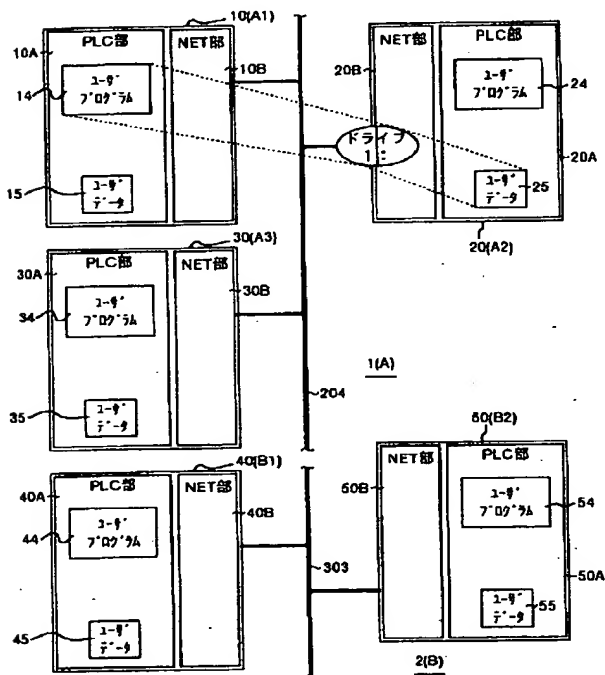 10(A1)
10A
PLC部
NET部
10B
14
ユーザ
プログラム
15
ユーザ
データ
20B
NET部
PLC部
ユーザ
プログラム
24
20A
ドライブ
1:
ユーザ
データ
25
20(A2)
30(A3)
30A
PLC部
NET部
30B
34
ユーザ
プログラム
35
ユーザ
データ
204
1(A)
40(B1)
40A
PLC部
NET部
40B
44
ユーザ
プログラム
45
ユーザ
データ
303
50(B2)
50B
NET部
PLC部
ユーザ
プログラム
54
50A
ユーザ
データ
55
2(B)